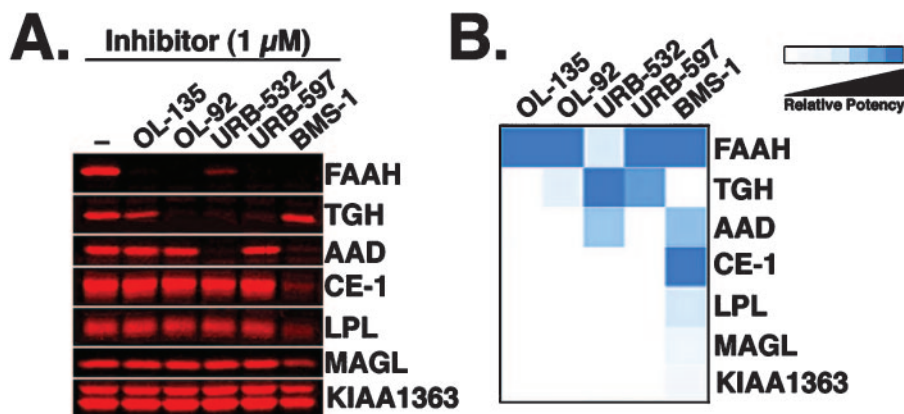 A.
Inhibitor (1 µM)
– OL-135 OL-92 URB-532 URB-597 BMS-1
FAAH
TGH
AAD
CE-1
LPL
MAGL
KIAA1363
B.
OL-135 OL-92 URB-532 URB-597 BMS-1
Relative Potency
FAAH
TGH
AAD
CE-1
LPL
MAGL
KIAA1363